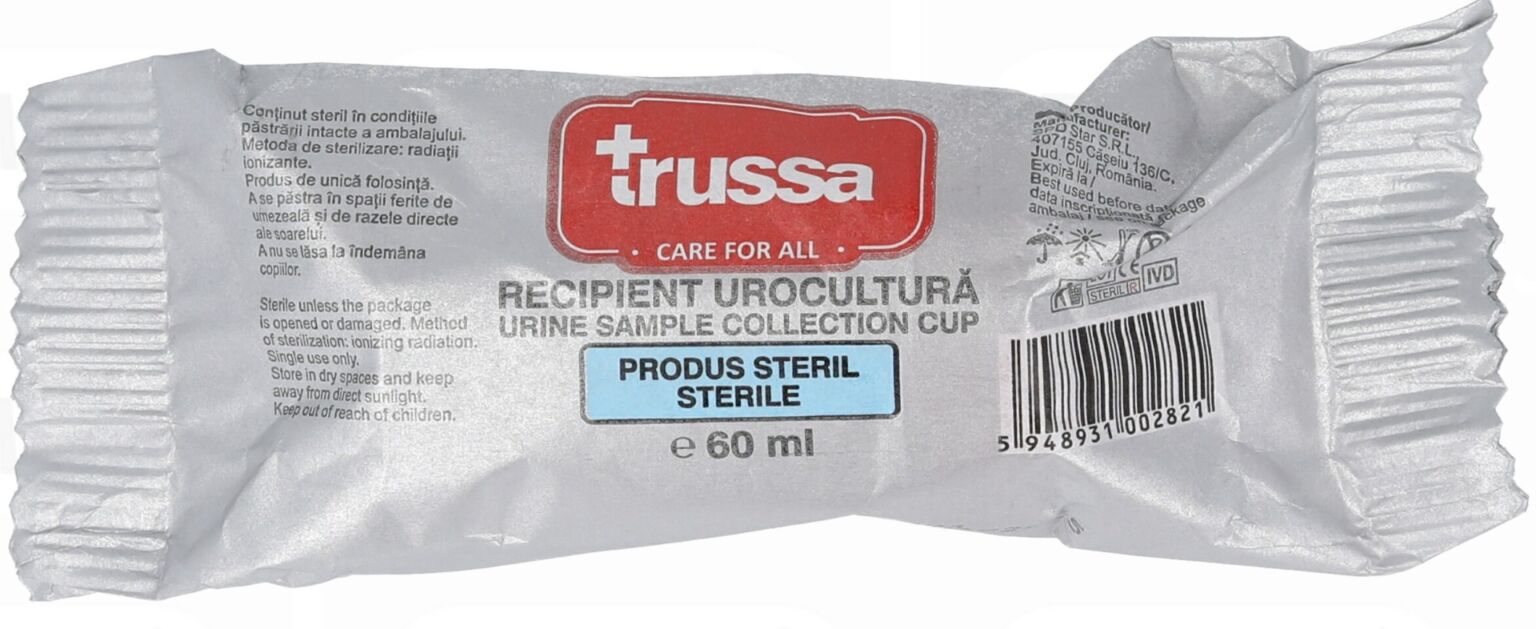 Conținut steril în condițiile
păstrării intacte a ambalajului.
Metoda de sterilizare: radiații
ionizante.
Produs de unică folosință.
A se păstra în spații ferite de
umezeală și de razele directe
ale soarelui.
A nu se lăsa la îndemâna
copiilor.
Sterile unless the package
is opened or damaged. Method
of sterilization: ionizing radiation.
Single use only.
Store in dry spaces and keep
away from direct sunlight.
Keep out of reach of children.
trussa
• CARE FOR ALL •
RECIPIENT UROCULTURĂ
URINE SAMPLE COLLECTION CUP
PRODUS STERIL
STERILE
e 60 ml
Producător/
Manufacturer:
SPD Star S.R.L.,
407155 Cășeiu 136/C,
Jud. Cluj, România.
Expiră la /
Best used before
data inscripționată
ambalaj /
CE
STERILE R IVD
5 948931 002821